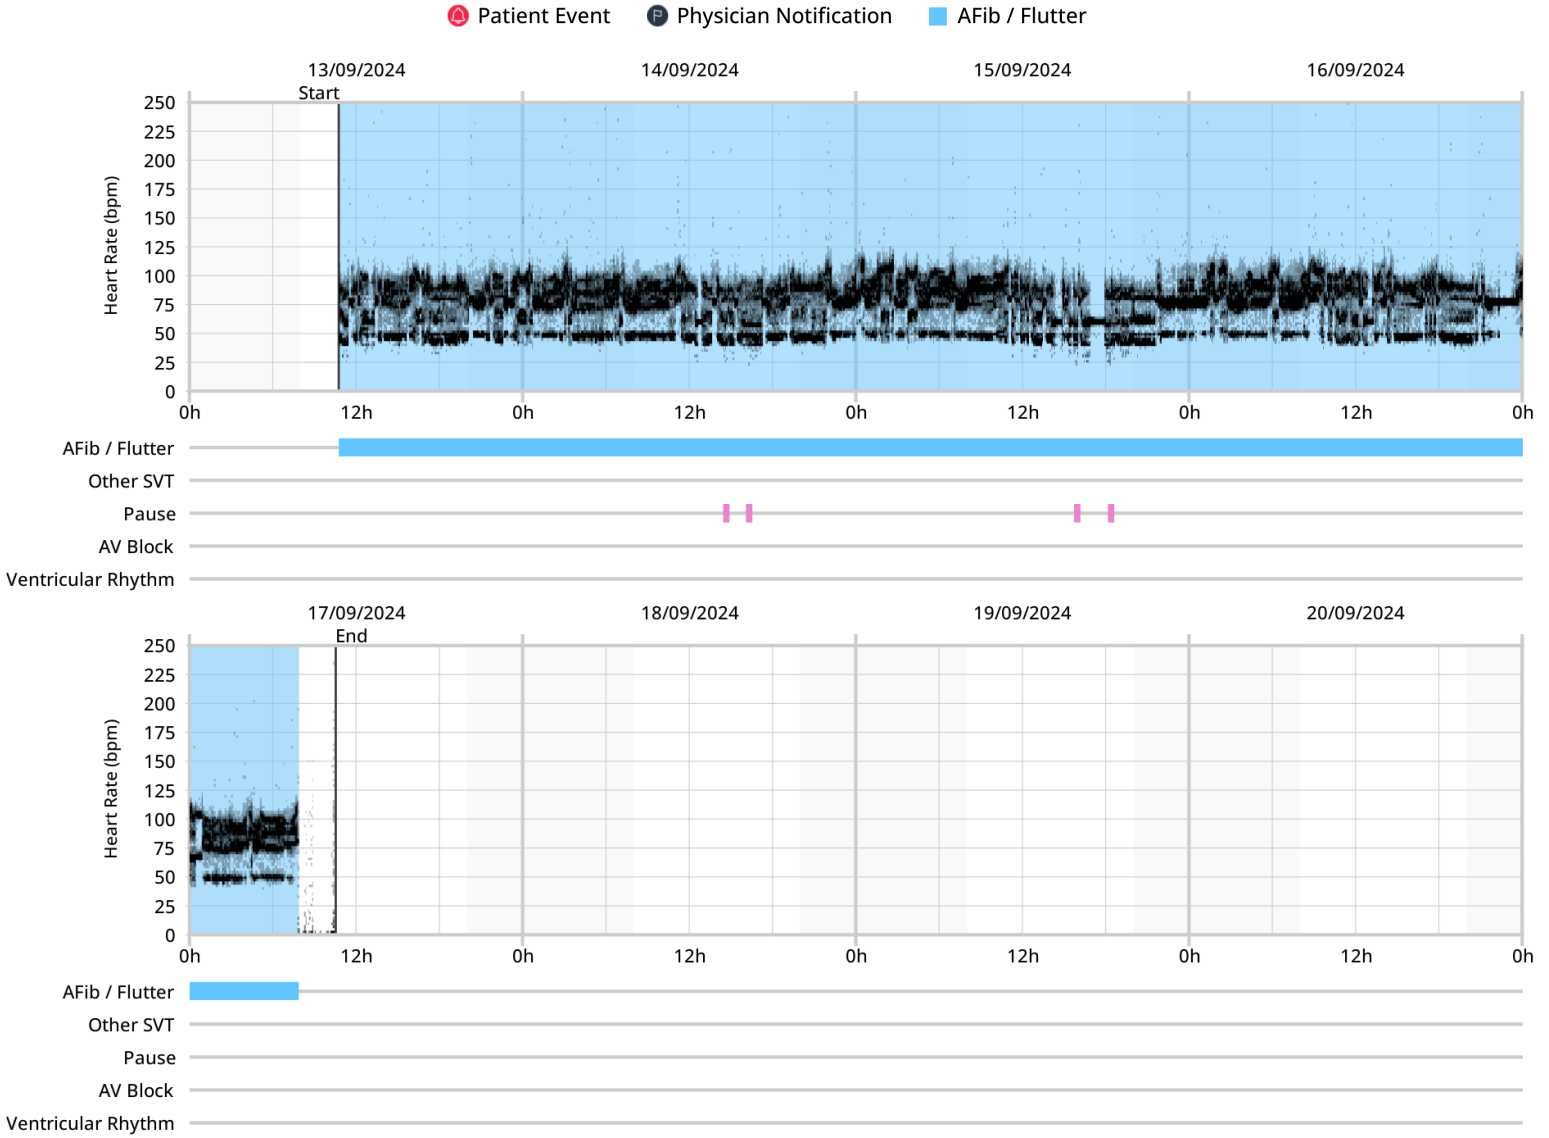 Patient Event Physician Notification AFib / Flutter
13/09/2024 14/09/2024 15/09/2024 16/09/2024
Start
Heart Rate (bpm)
250
225
200
175
150
125
100
75
50
25
0
0h 12h 0h 12h 0h 12h 0h 12h 0h
AFib / Flutter
Other SVT
Pause
AV Block
Ventricular Rhythm
17/09/2024 18/09/2024 19/09/2024 20/09/2024
End
Heart Rate (bpm)
250
225
200
175
150
125
100
75
50
25
0
0h 12h 0h 12h 0h 12h 0h 12h 0h
AFib / Flutter
Other SVT
Pause
AV Block
Ventricular Rhythm